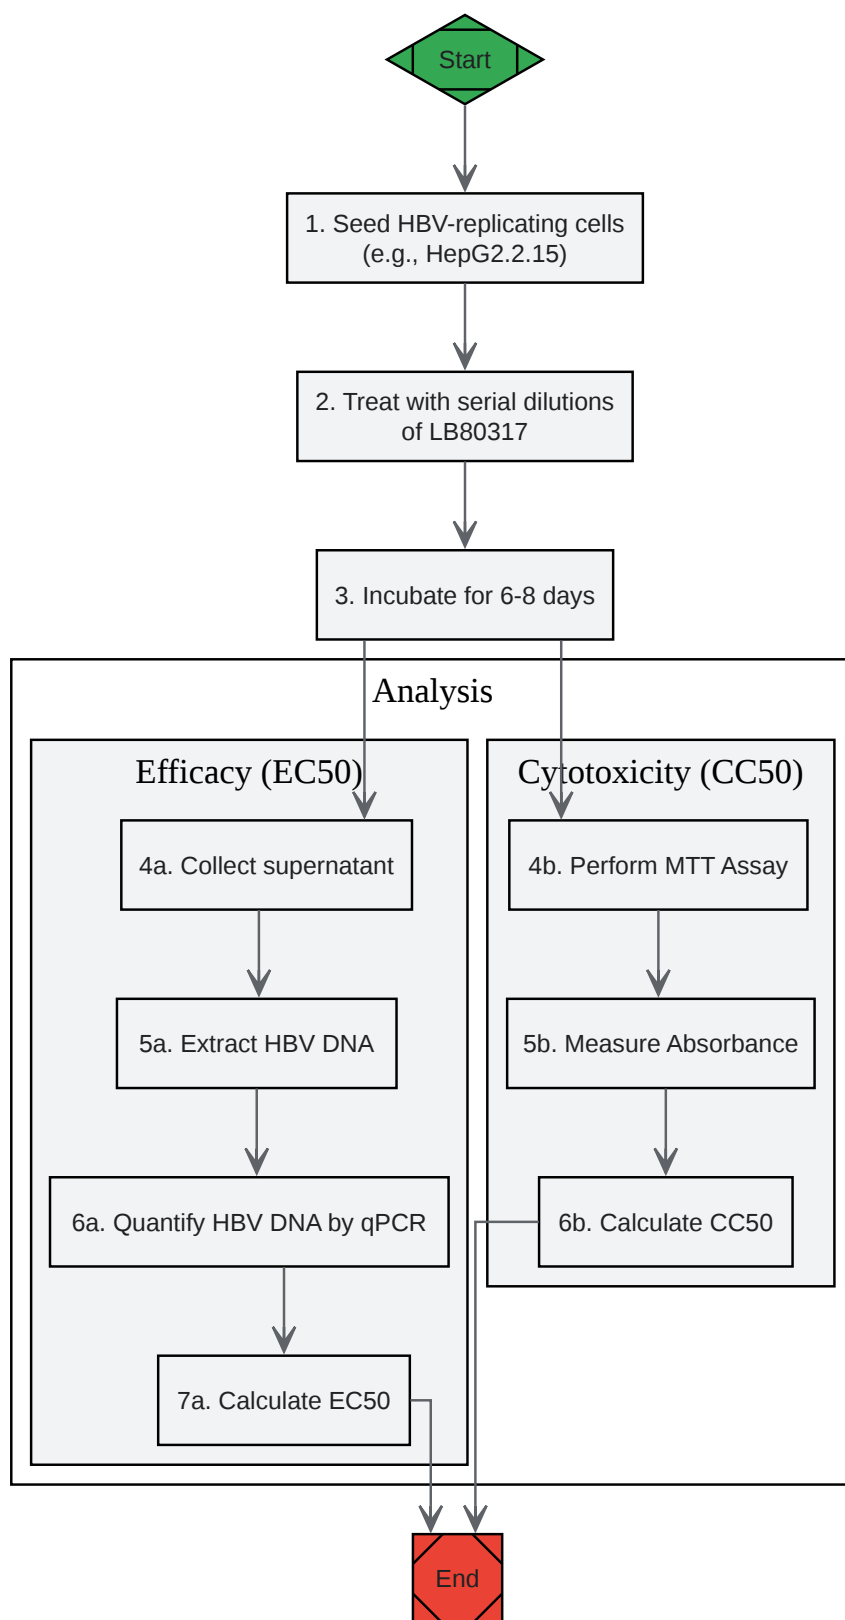 Start
1. Seed HBV-replicating cells
(e.g., HepG2.2.15)
2. Treat with serial dilutions
of LB80317
3. Incubate for 6-8 days
Analysis
Efficacy (EC50)
4a. Collect supernatant
5a. Extract HBV DNA
6a. Quantify HBV DNA by qPCR
7a. Calculate EC50
Cytotoxicity (CC50)
4b. Perform MTT Assay
5b. Measure Absorbance
6b. Calculate CC50
End